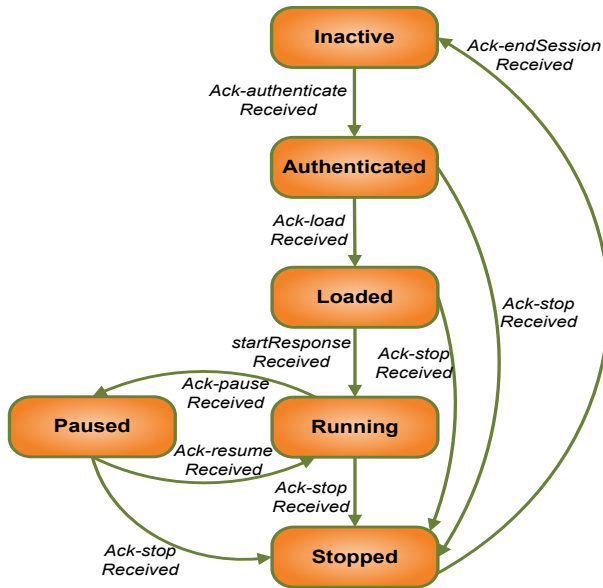 Inactive
Ack-endSession
Received
Ack-authenticate
Received
Authenticated
Ack-load
Received
Loaded
Ack-stop
Received
startResponse
Received
Ack-stop
Received
Ack-pause
Received
Paused
Running
Ack-resume
Received
Ack-stop
Received
Ack-stop
Received
Stopped